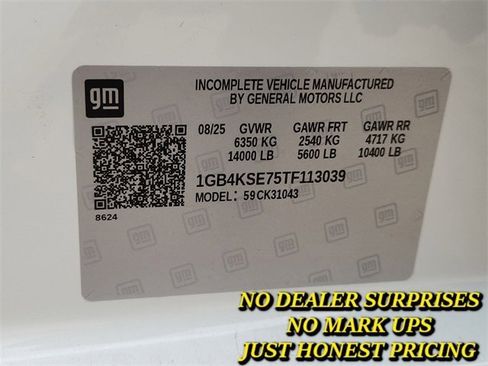 gm
INCOMPLETE VEHICLE MANUFACTURED
BY GENERAL MOTORS LLC
08/25 GVWR GAWR FRT GAWR RR
6350 KG 2540 KG 4717 KG
14000 LB 5600 LB 10400 LB
1GB4KSE75TF113039
MODEL: 59CK31043
8624
NO DEALER SURPRISES
NO MARK UPS
JUST HONEST PRICING